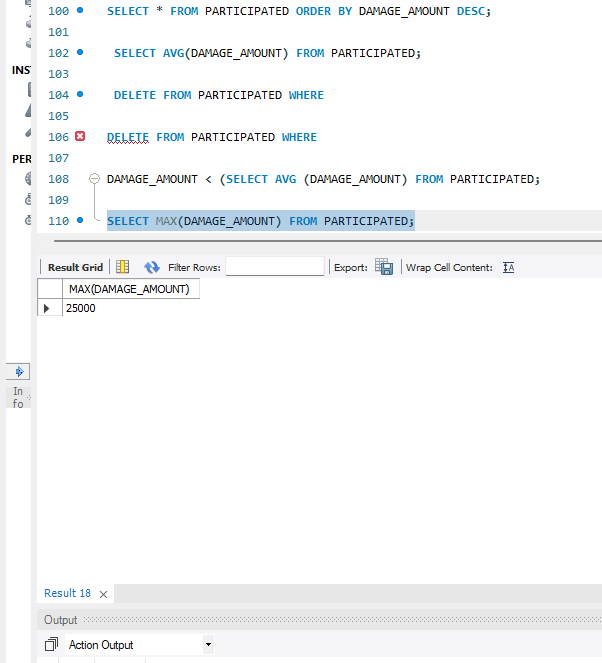 100 SELECT * FROM PARTICIPATED ORDER BY DAMAGE_AMOUNT DESC;
101
102 SELECT AVG(DAMAGE_AMOUNT) FROM PARTICIPATED;
103
INS
104 DELETE FROM PARTICIPATED WHERE
105
106 DELETE FROM PARTICIPATED WHERE
107
PER
108 DAMAGE_AMOUNT < (SELECT AVG (DAMAGE_AMOUNT) FROM PARTICIPATED;
109
110 SELECT MAX(DAMAGE_AMOUNT) FROM PARTICIPATED;
Result Grid Filter Rows: Export: Wrap Cell Content:
MAX(DAMAGE_AMOUNT)
25000
In
fo
Result 18
Output
Action Output